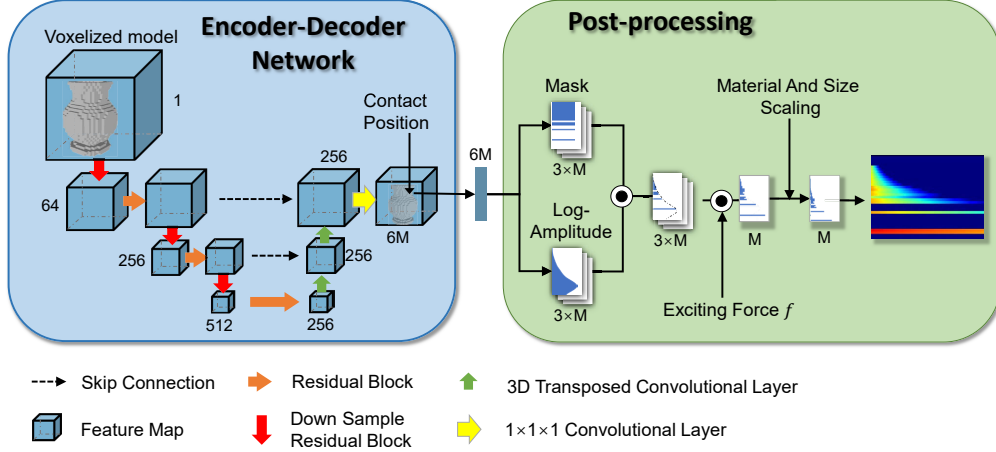 Encoder-Decoder
Network
Voxelized model
1
Contact
Position
64
256
6M
256
256
512
256
6M
Post-processing
Mask
3×M
Log-
Amplitude
3×M
3×M
Material And Size
Scaling
M
M
Exciting Force f
Skip Connection
Residual Block
3D Transposed Convolutional Layer
Feature Map
Down Sample
Residual Block
1×1×1 Convolutional Layer